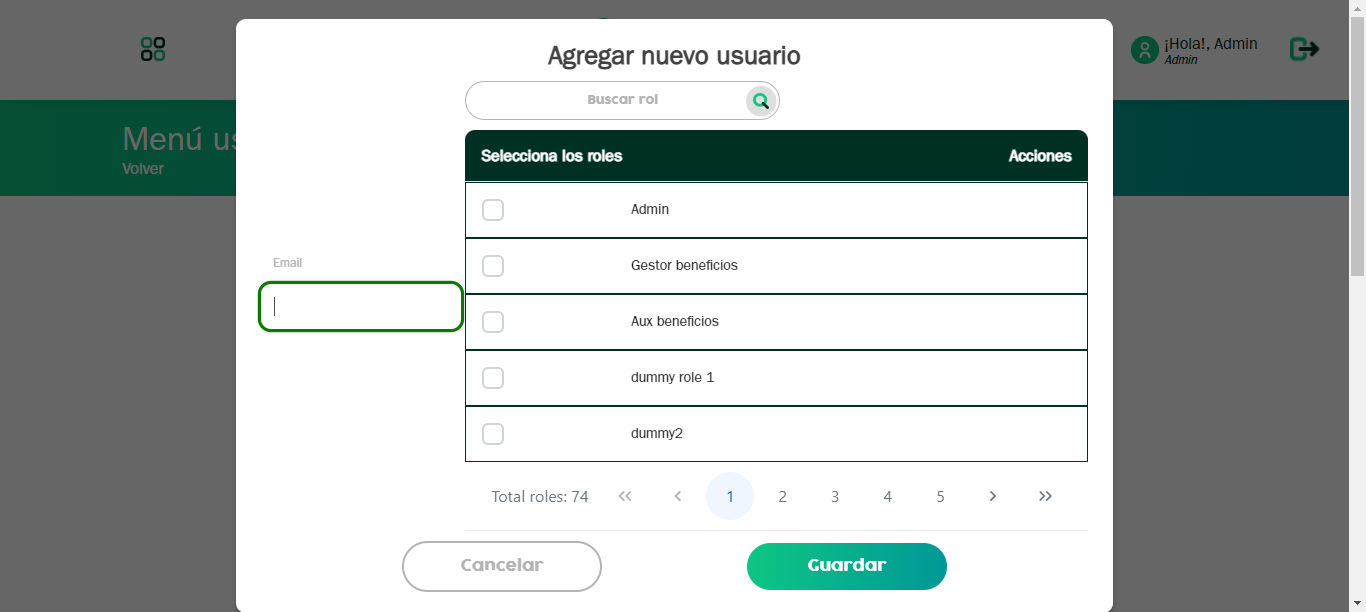 ¡Hola!, Admin
Admin
Menú us
Volver
Agregar nuevo usuario
Buscar rol
Selecciona los roles Acciones
Admin
Gestor beneficios
Email
Aux beneficios
dummy role 1
dummy2
Total roles: 74 << < 1 2 3 4 5 > >>
Cancelar Guardar